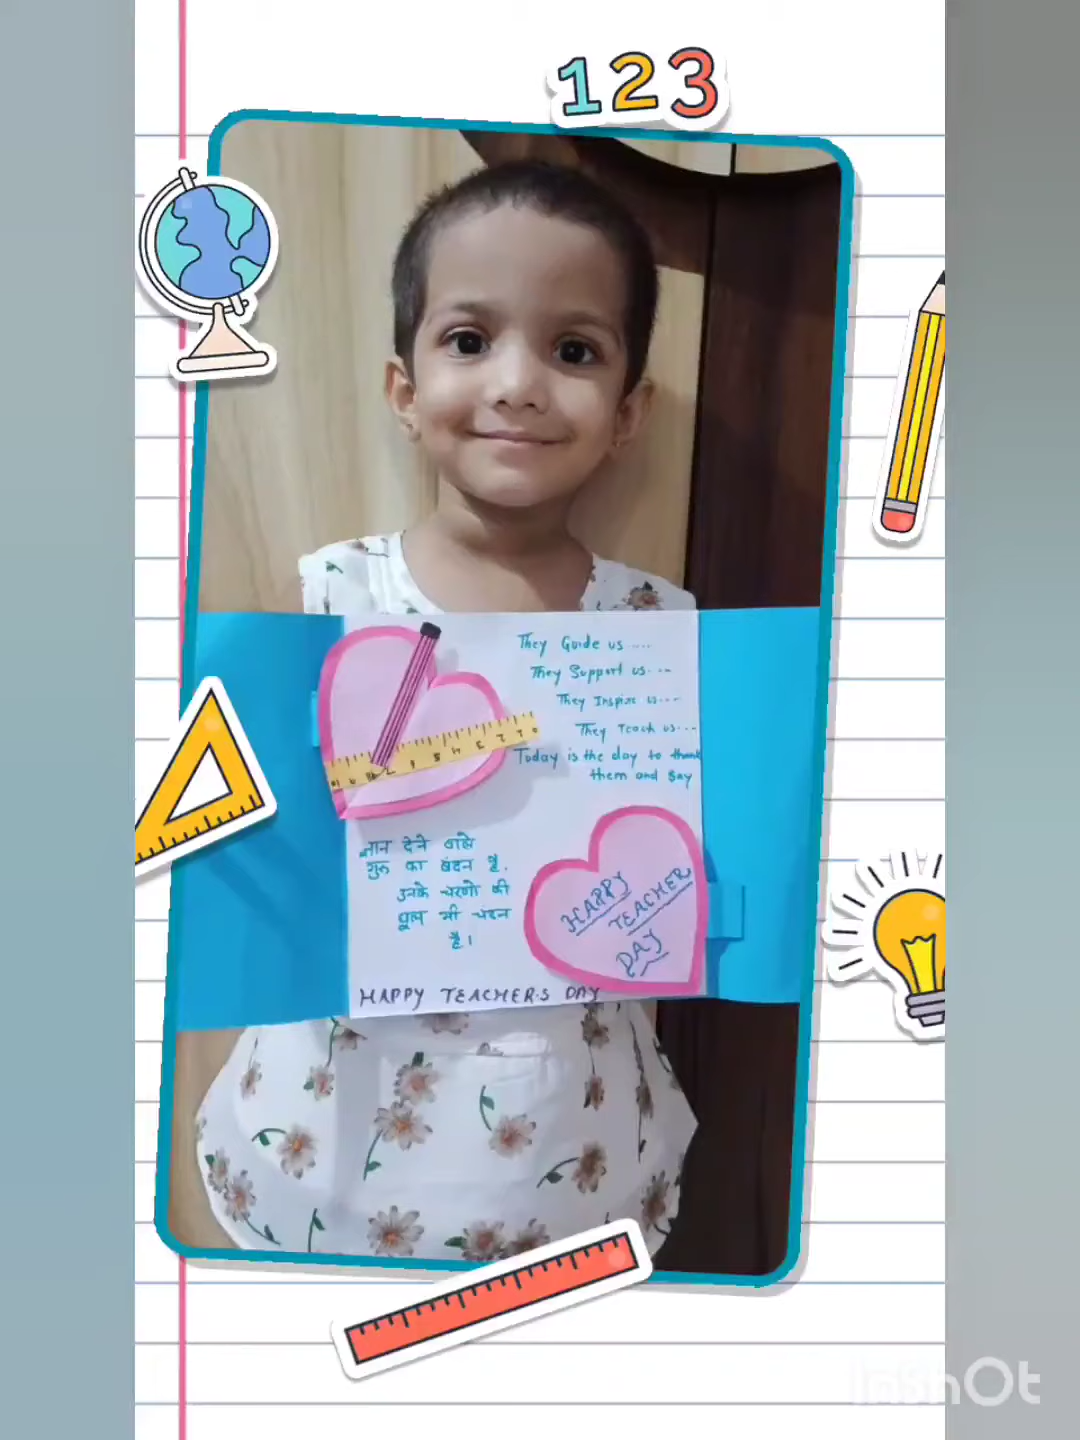 123
They Guide us ....
They Support us...
They Inspire us....
They Teach us...
Today is the day to thank
them and Say
ज्ञान देने वाले
गुरु का बंदन है,
उनके चरणो की
धूल भी चंदन
है।
HAPPY
TEACHER
DAY
HAPPY TEACHER.S DAY
InShOt